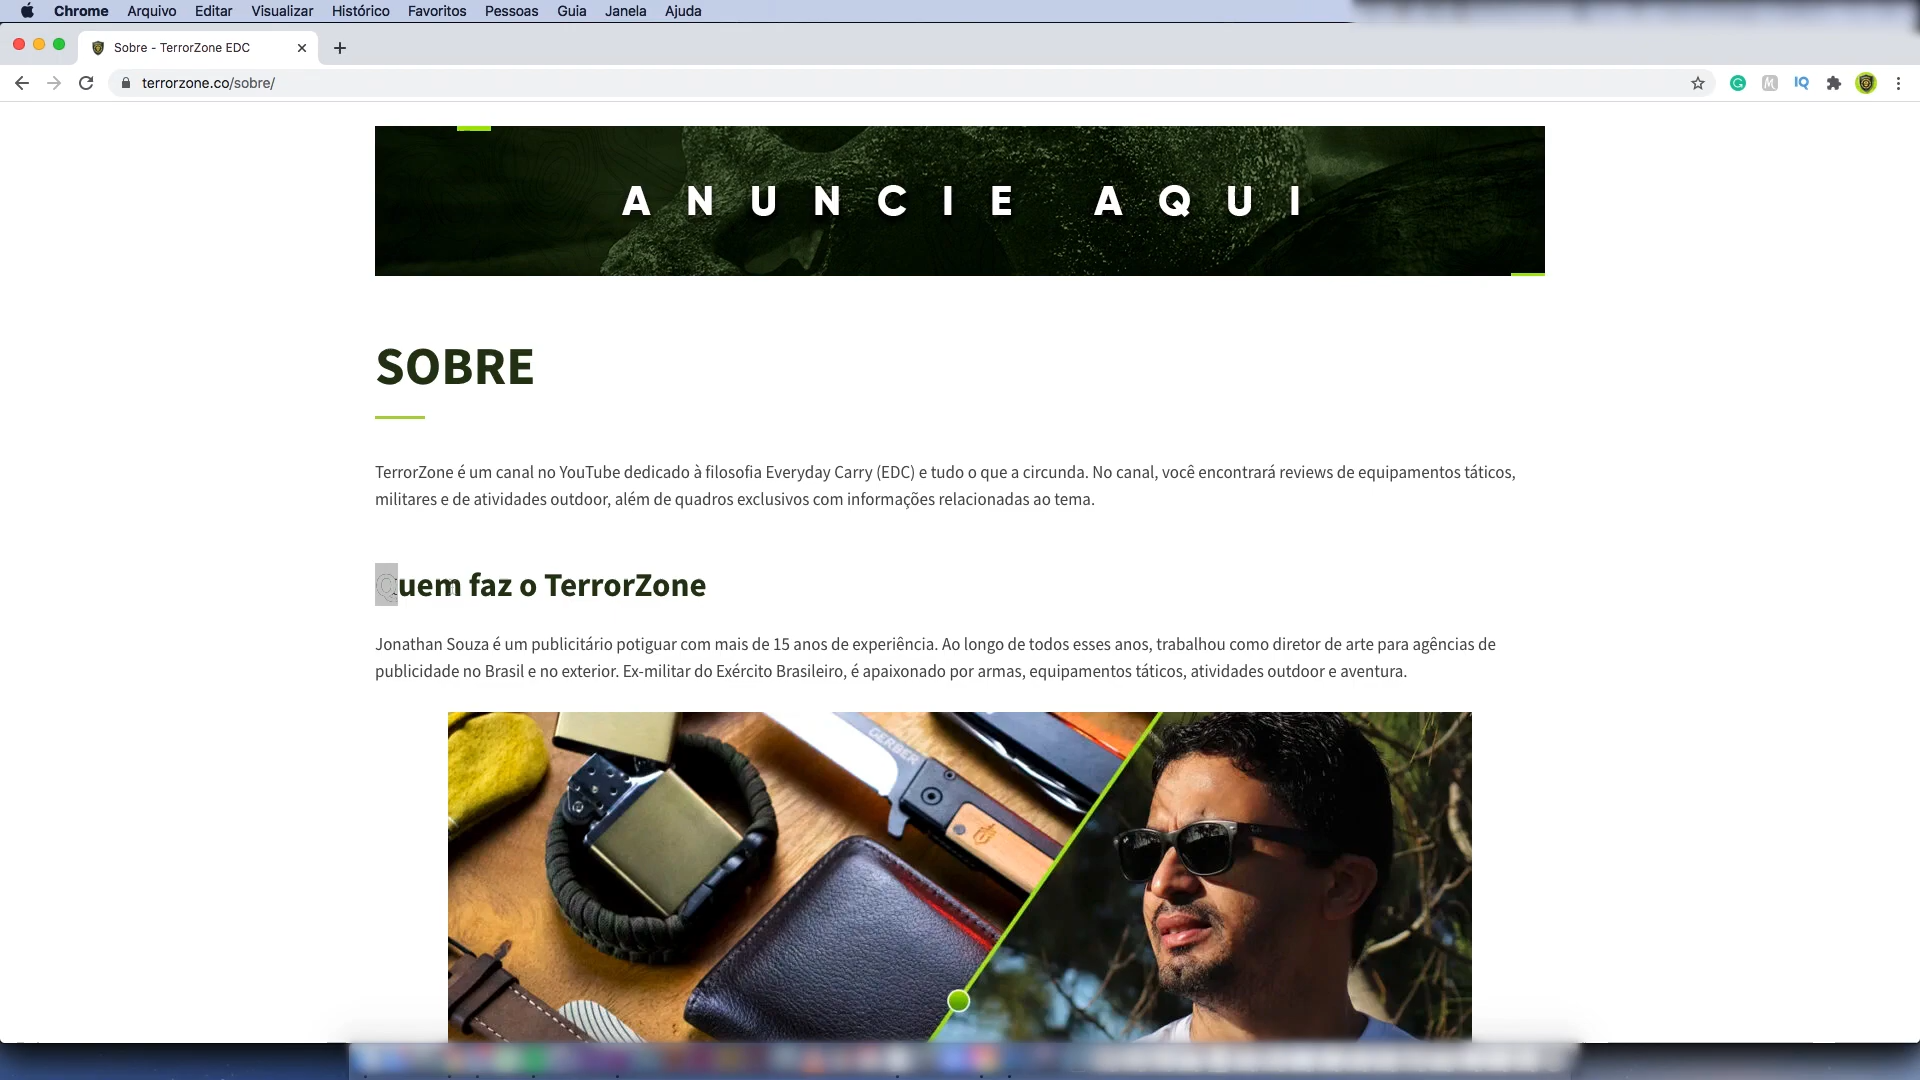 Chrome Arquivo Editar Visualizar Histórico Favoritos Pessoas Guia Janela Ajuda
Sobre - TerrorZone EDC
terrorzone.co/sobre/
IQ
ANUNCIE AQUI
SOBRE
TerrorZone é um canal no YouTube dedicado à filosofia Everyday Carry (EDC) e tudo o que a circunda. No canal, você encontrará reviews de equipamentos táticos,
militares e de atividades outdoor, além de quadros exclusivos com informações relacionadas ao tema.
Quem faz o TerrorZone
Jonathan Souza é um publicitário potiguar com mais de 15 anos de experiência. Ao longo de todos esses anos, trabalhou como diretor de arte para agências de
publicidade no Brasil e no exterior. Ex-militar do Exército Brasileiro, é apaixonado por armas, equipamentos táticos, atividades outdoor e aventura.
GERBER